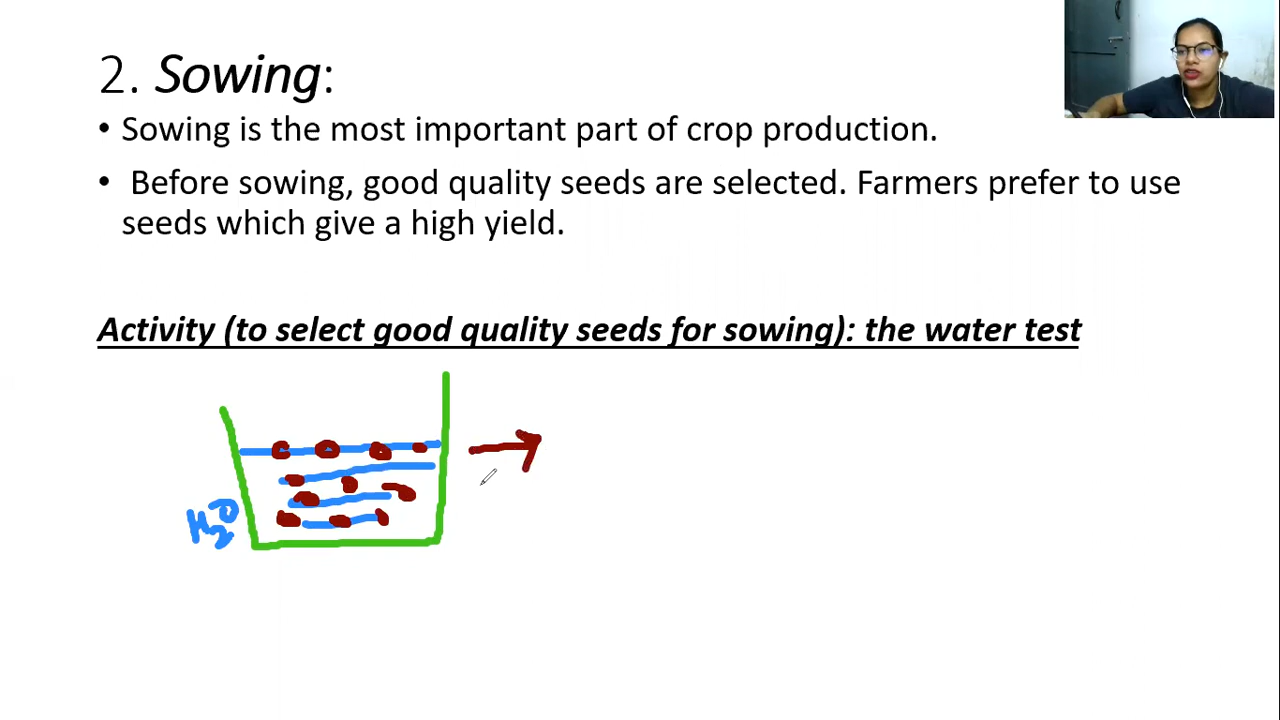 2. Sowing:
• Sowing is the most important part of crop production.
• Before sowing, good quality seeds are selected. Farmers prefer to use
seeds which give a high yield.
Activity (to select good quality seeds for sowing): the water test
H2O